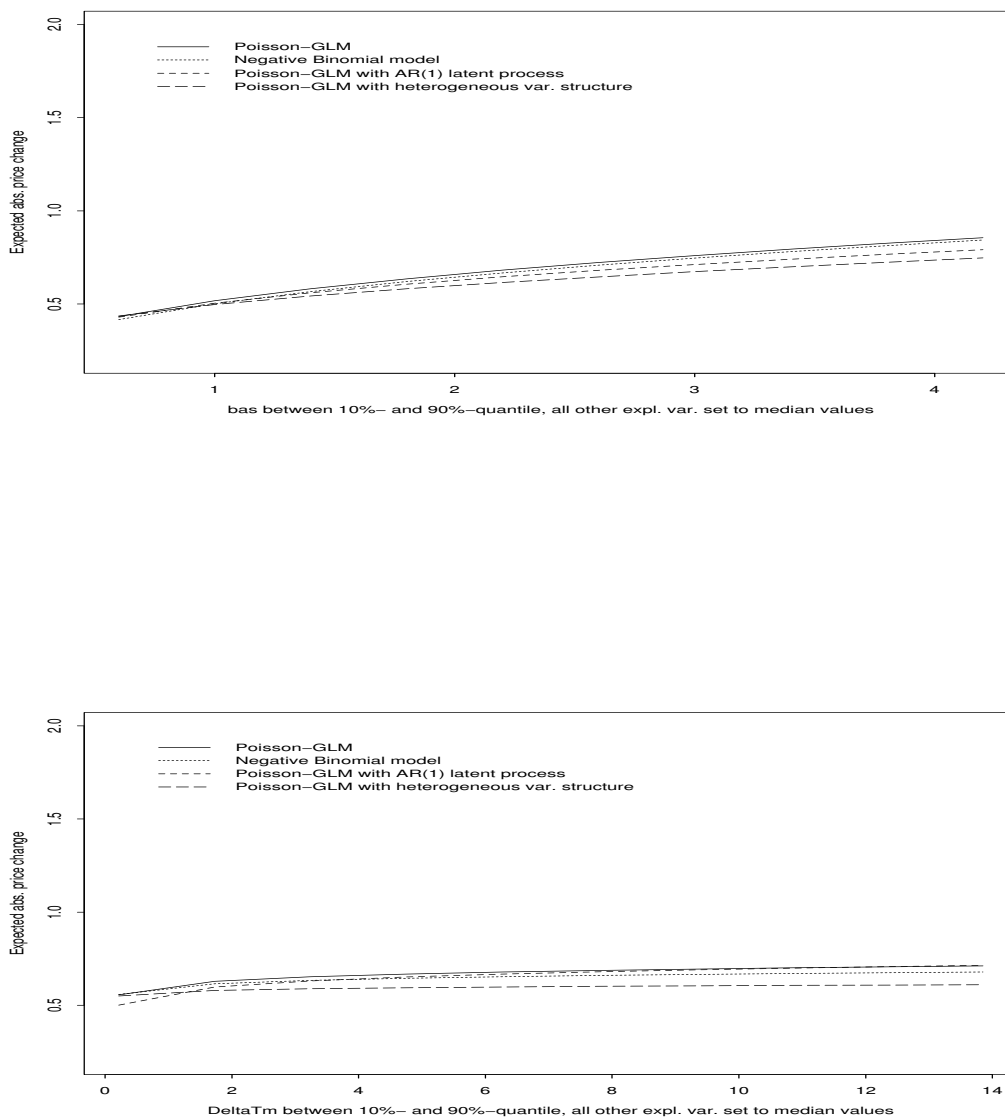 2.0
1.5
1.0
0.5
Expected abs. price change
Poisson−GLM
Negative Binomial model
Poisson−GLM with AR(1) latent process
Poisson−GLM with heterogeneous var. structure
1 2 3 4
bas between 10%− and 90%−quantile, all other expl. var. set to median values
2.0
1.5
1.0
0.5
Expected abs. price change
Poisson−GLM
Negative Binomial model
Poisson−GLM with AR(1) latent process
Poisson−GLM with heterogeneous var. structure
0 2 4 6 8 10 12 14
DeltaTm between 10%− and 90%−quantile, all other expl. var. set to median values